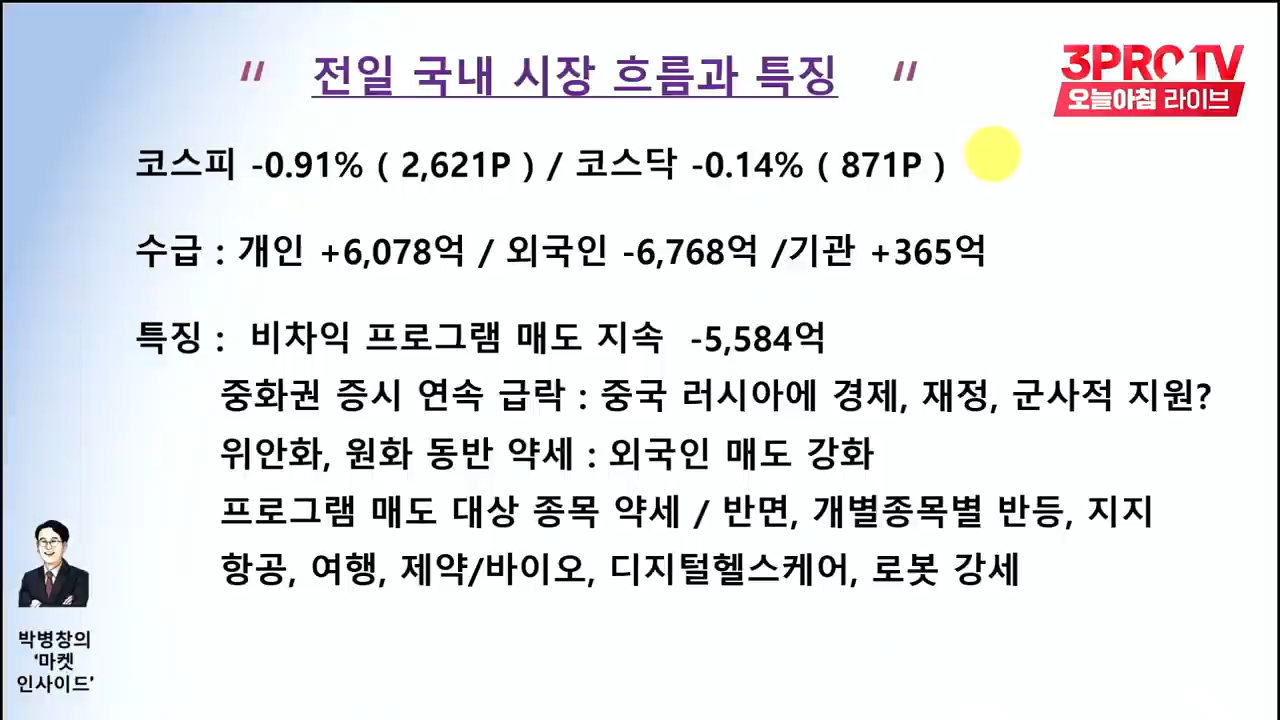 " 전일 국내 시장 흐름과 특징 "
3PROTV
오늘아침 라이브
코스피 -0.91% ( 2,621P ) / 코스닥 -0.14% ( 871P )
수급 : 개인 +6,078억 / 외국인 -6,768억 /기관 +365억
특징 : 비차익 프로그램 매도 지속 -5,584억
중화권 증시 연속 급락 : 중국 러시아에 경제, 재정, 군사적 지원?
위안화, 원화 동반 약세 : 외국인 매도 강화
프로그램 매도 대상 종목 약세 / 반면, 개별종목별 반등, 지지
항공, 여행, 제약/바이오, 디지털헬스케어, 로봇 강세
박병창의
‘마켓
인사이드’